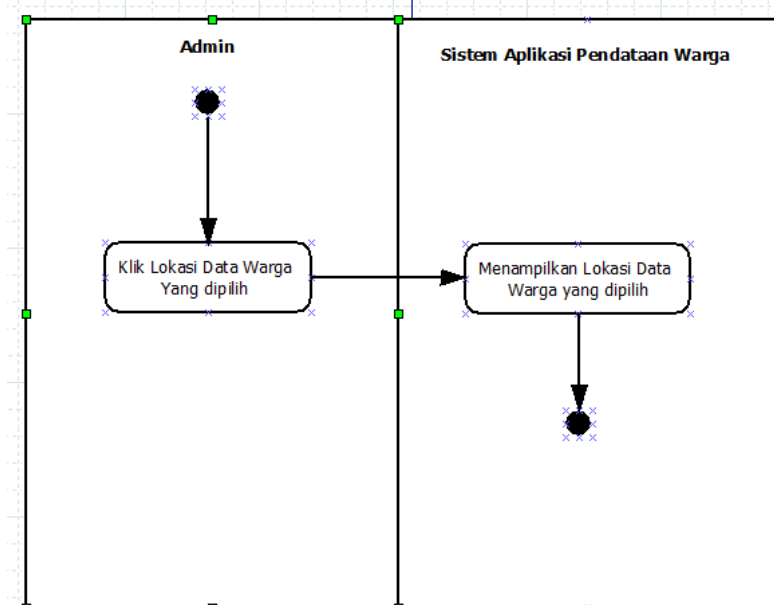 Admin
Sistem Aplikasi Pendataan Warga
Klik Lokasi Data Warga
Yang dipilih
Menampilkan Lokasi Data
Warga yang dipilih